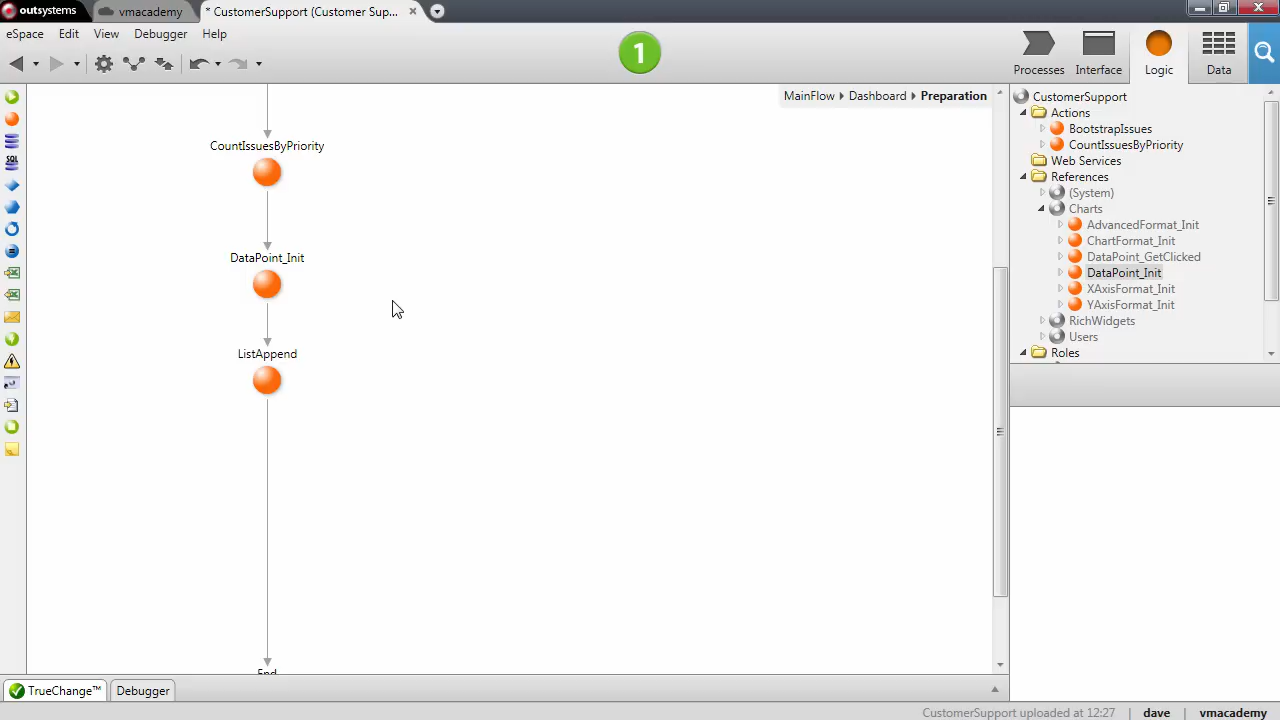 outsystems
vmacademy
* CustomerSupport (Customer Sup...
eSpace
Edit
View
Debugger
Help
1
Processes
Interface
Logic
Data
MainFlow
Dashboard
Preparation
CountIssuesByPriority
DataPoint_Init
ListAppend
SQL
CustomerSupport
Actions
BootstrapIssues
CountIssuesByPriority
Web Services
References
(System)
Charts
AdvancedFormat_Init
ChartFormat_Init
DataPoint_GetClicked
DataPoint_Init
XAxisFormat_Init
YAxisFormat_Init
RichWidgets
Users
Roles
End
TrueChange™
Debugger
CustomerSupport uploaded at 12:27
dave
vmacademy